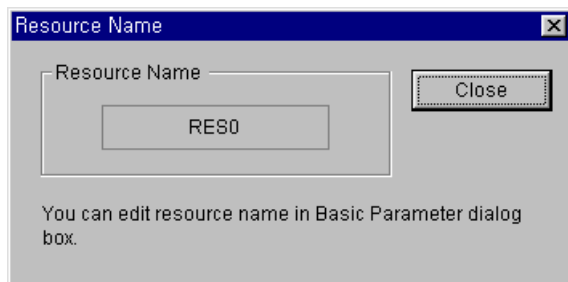 Resource Name
Resource Name
Close
RES0
You can edit resource name in Basic Parameter dialog
box.